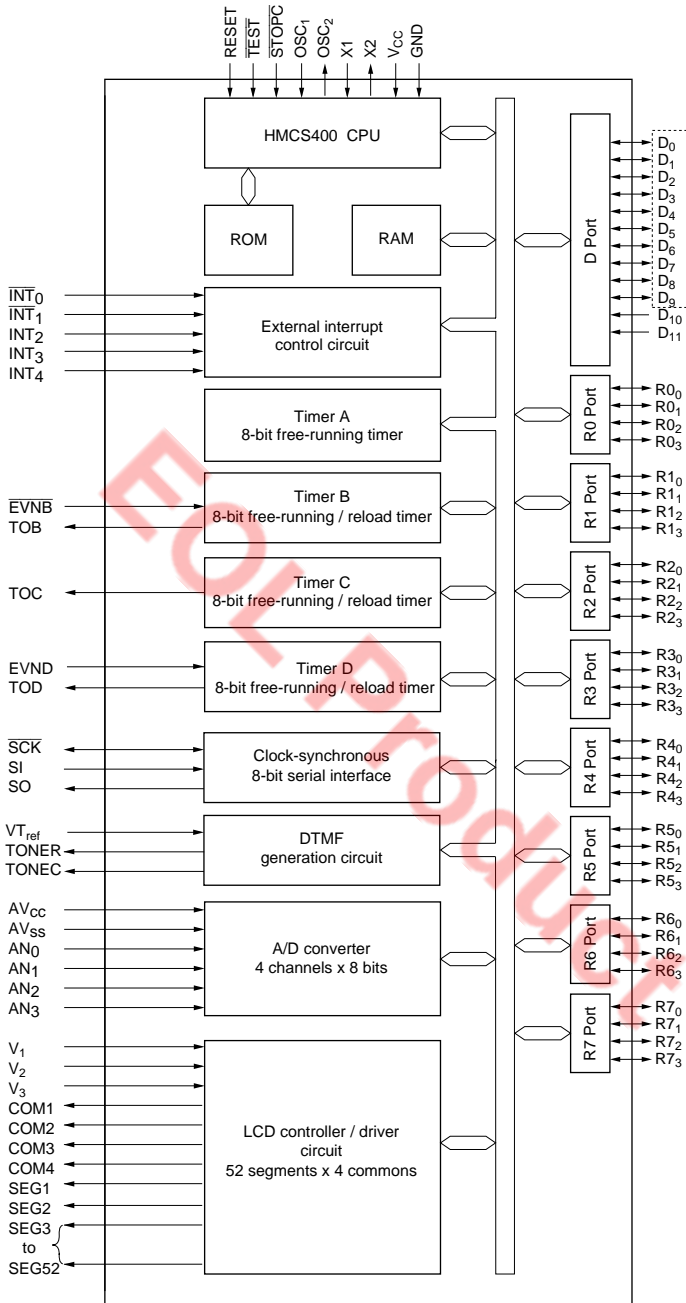 RESET
TEST
STOPC
OSC1
OSC2
X1
X2
VCC
GND
HMCS400 CPU
ROM
RAM
D Port
D0
D1
D2
D3
D4
D5
D6
D7
D8
D9
D10
D11
INT0
INT1
INT2
INT3
INT4
External interrupt
control circuit
Timer A
8-bit free-running timer
R0 Port
R00
R01
R02
R03
EVNB
TOB
Timer B
8-bit free-running / reload timer
R1 Port
R10
R11
R12
R13
TOC
Timer C
8-bit free-running / reload timer
R2 Port
R20
R21
R22
R23
EVND
TOD
Timer D
8-bit free-running / reload timer
R3 Port
R30
R31
R32
R33
SCK
SI
SO
Clock-synchronous
8-bit serial interface
R4 Port
R40
R41
R42
R43
VTref
TONER
TONEC
DTMF
generation circuit
R5 Port
R50
R51
R52
R53
AVCC
AVSS
AN0
AN1
AN2
AN3
A/D converter
4 channels x 8 bits
R6 Port
R60
R61
R62
R63
R7 Port
R70
R71
R72
R73
V1
V2
V3
COM1
COM2
COM3
COM4
SEG1
SEG2
SEG3
to
SEG52
LCD controller / driver
circuit
52 segments x 4 commons
EOL Product